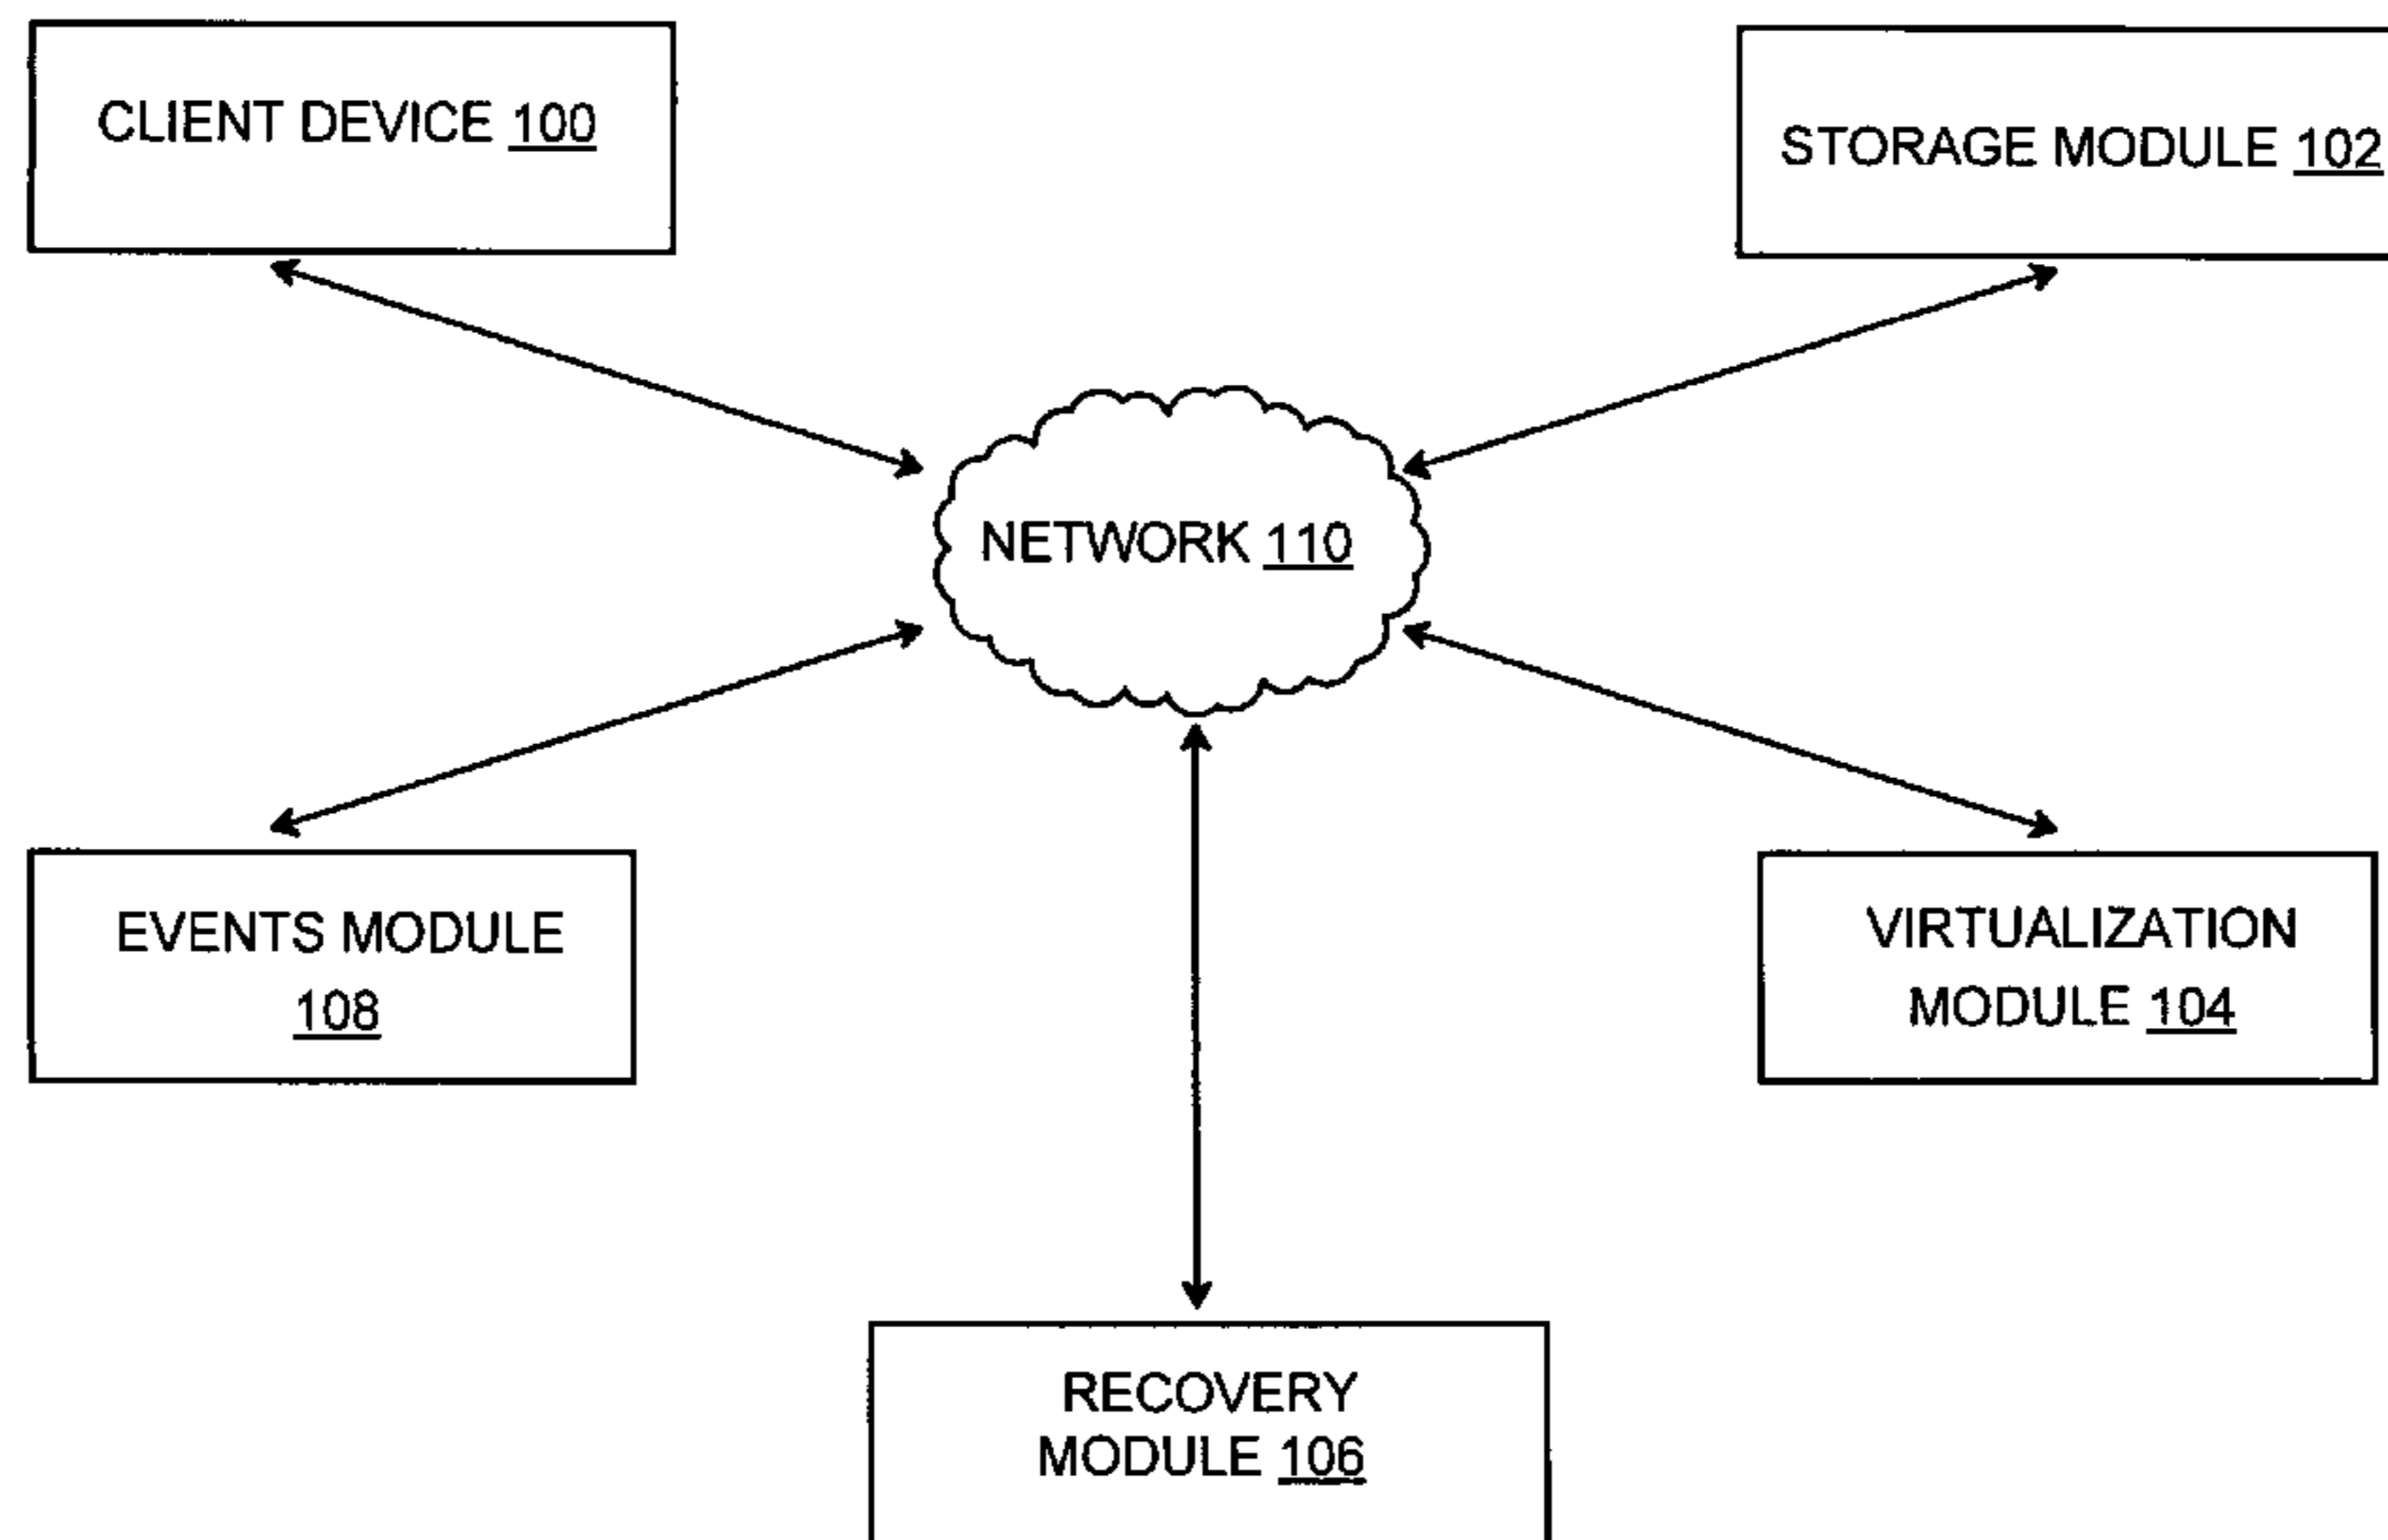 CLIENT DEVICE 100
STORAGE MODULE 102
NETWORK 110
EVENTS MODULE
108
VIRTUALIZATION
MODULE 104
RECOVERY
MODULE 106